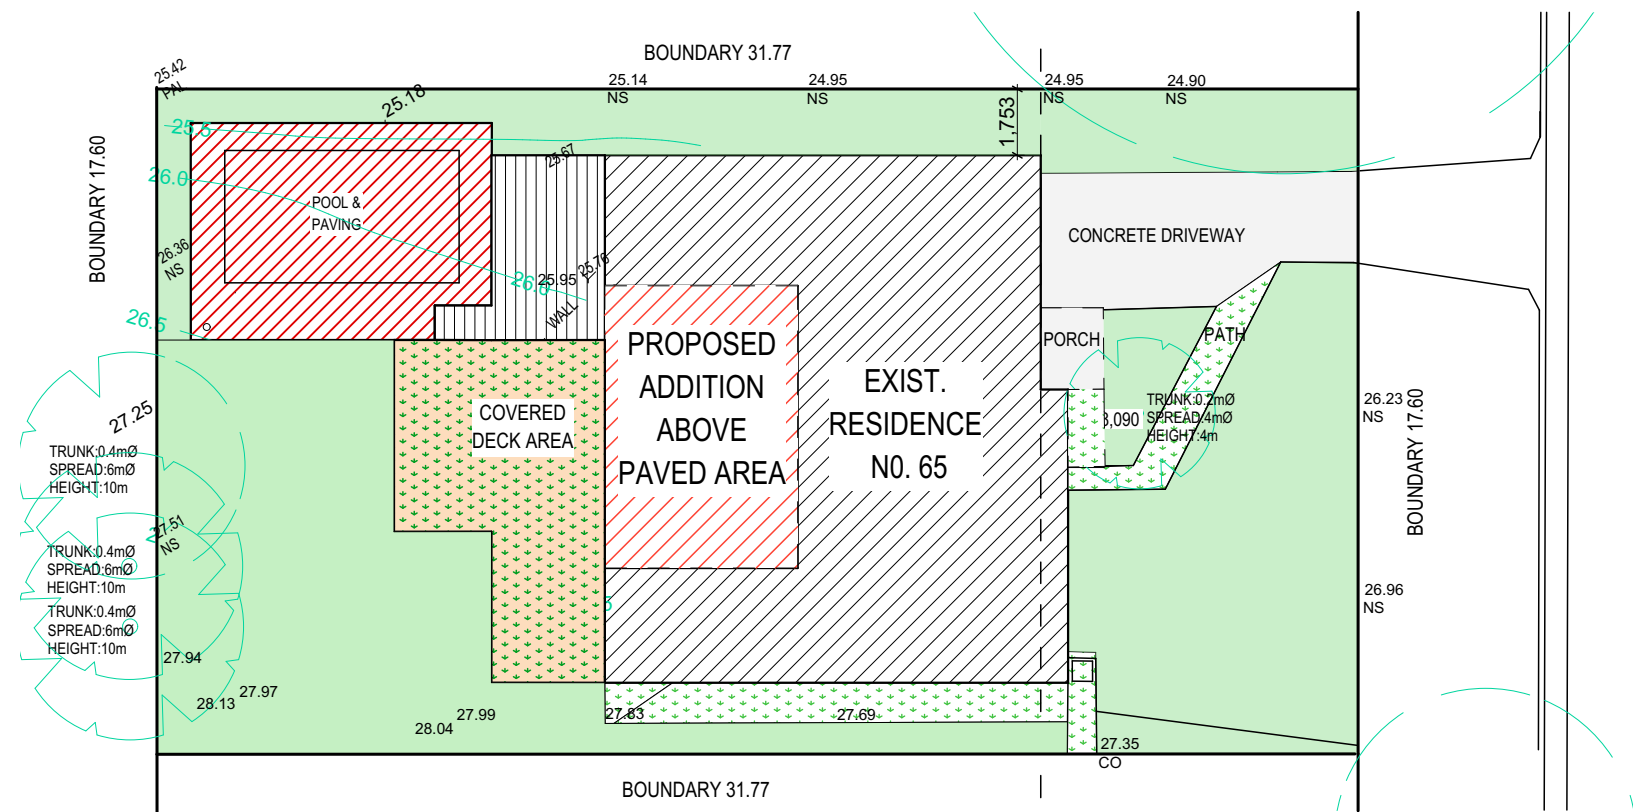 BOUNDARY 31.77
25.42
PAL
25.18
25.14
NS
24.95
NS
24.95
NS
24.90
NS
1,753
25.5
25.67
BOUNDARY 17.60
26.0
POOL &
PAVING
26.36
NS
CONCRETE DRIVEWAY
25.76
25.95
26.0
WALL
26.5
PROPOSED
ADDITION
ABOVE
PAVED AREA
EXIST.
RESIDENCE
N0. 65
PORCH
PATH
COVERED
DECK AREA
TRUNK:0.2mØ
SPREAD:4mØ
HEIGHT:4m
3,090
26.23
NS
BOUNDARY 17.60
27.25
TRUNK:0.4mØ
SPREAD:6mØ
HEIGHT:10m
27.51
NS
TRUNK:0.4mØ
SPREAD:6mØ
HEIGHT:10m
TRUNK:0.4mØ
SPREAD:6mØ
HEIGHT:10m
26.96
NS
27.94
27.97
28.13
27.99
28.04
27.83
27.69
27.35
CO
BOUNDARY 31.77